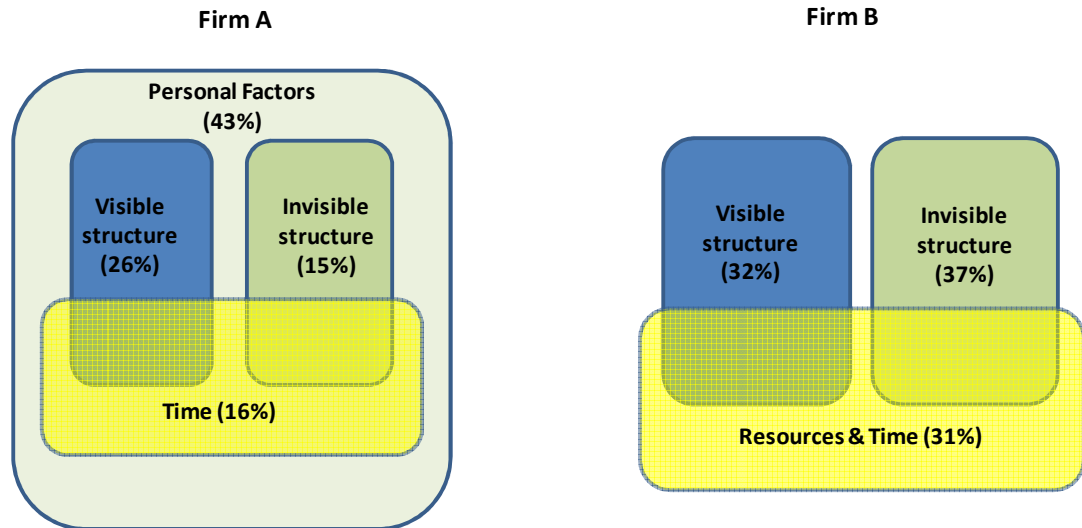 Firm A
Personal Factors
(43%)
Visible
structure
(26%)
Invisible
structure
(15%)
Time (16%)
Firm B
Visible
structure
(32%)
Invisible
structure
(37%)
Resources & Time (31%)